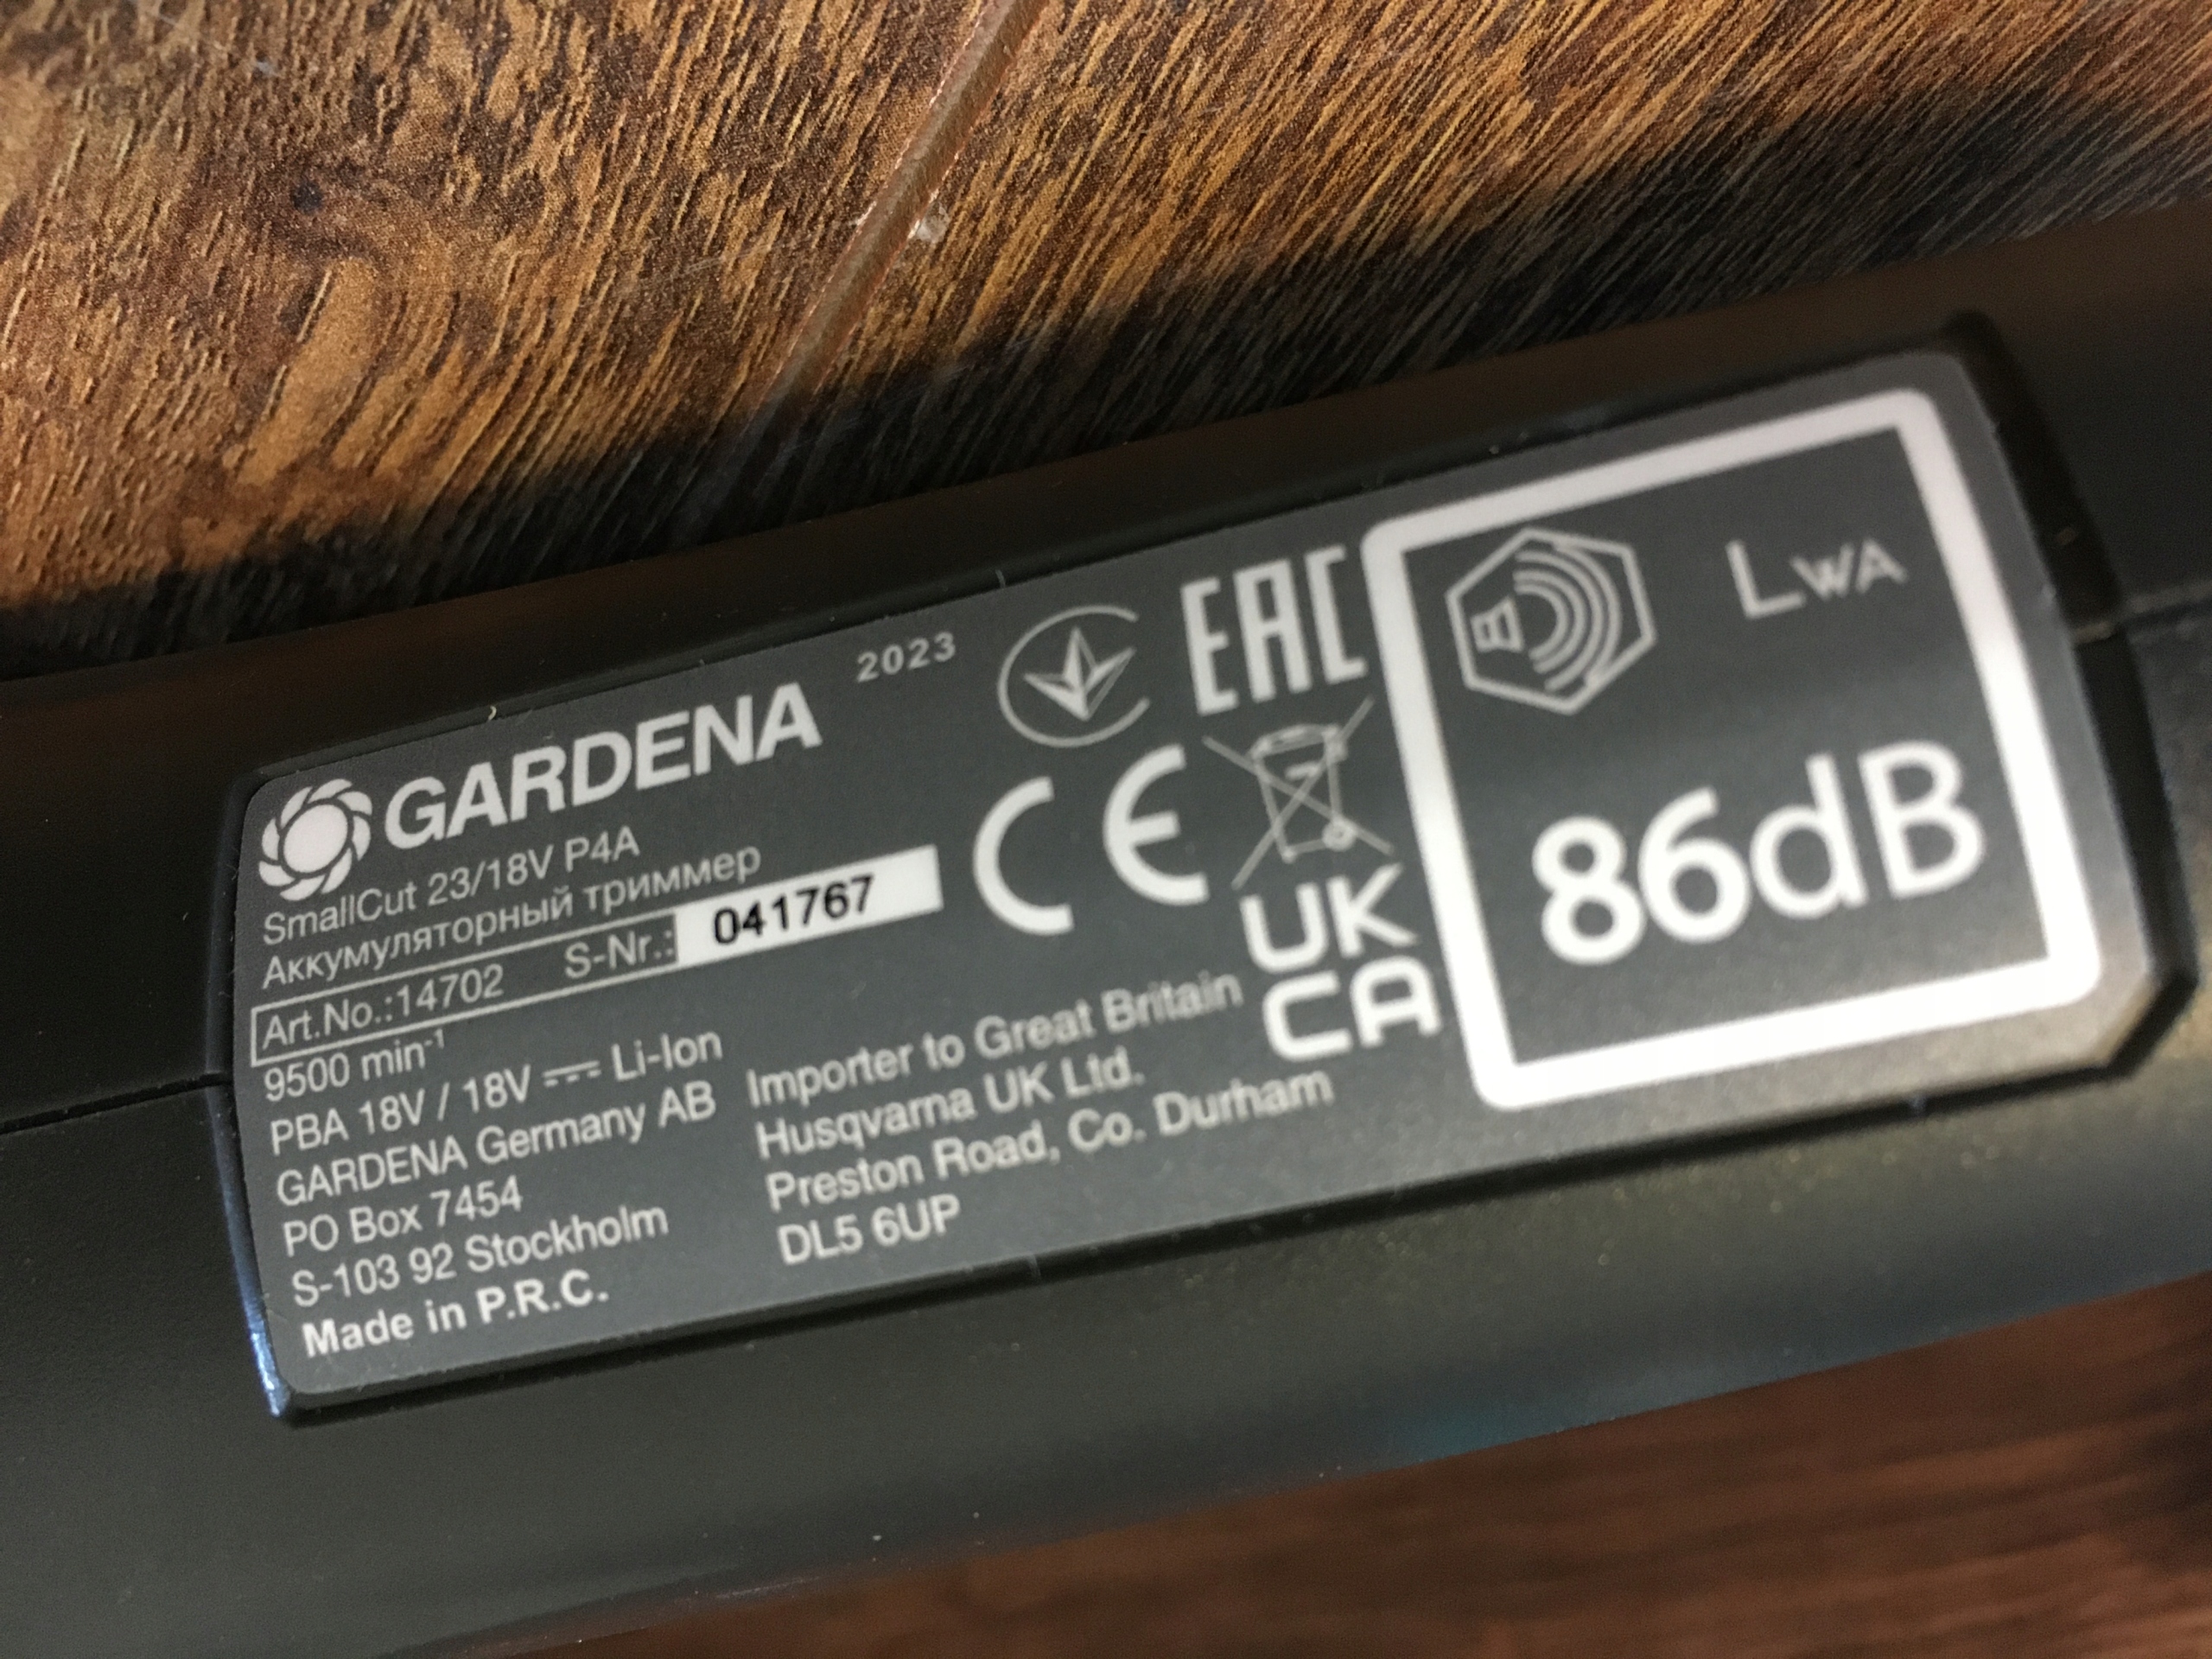 GARDENA 2023
SmallCut 23/18V P4A
Аккумуляторный триммер
Art.No.:14702 S-Nr.: 041767
9500 min⁻¹
PBA 18V / 18V ⎓ Li-Ion
GARDENA Germany AB
PO Box 7454
S-103 92 Stockholm
Made in P.R.C.
Importer to Great Britain
Husqvarna UK Ltd.
Preston Road, Co. Durham
DL5 6UP
EAC
CE
UK
CA
LWA
86dB